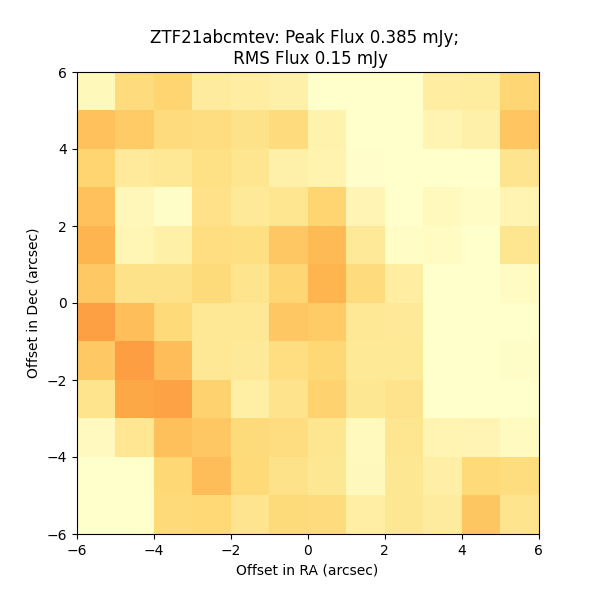 ZTF21abcmtev: Peak Flux 0.385 mJy;
RMS Flux 0.15 mJy
6
4
2
0
−2
−4
−6
Offset in Dec (arcsec)
−6 −4 −2 0 2 4 6
Offset in RA (arcsec)